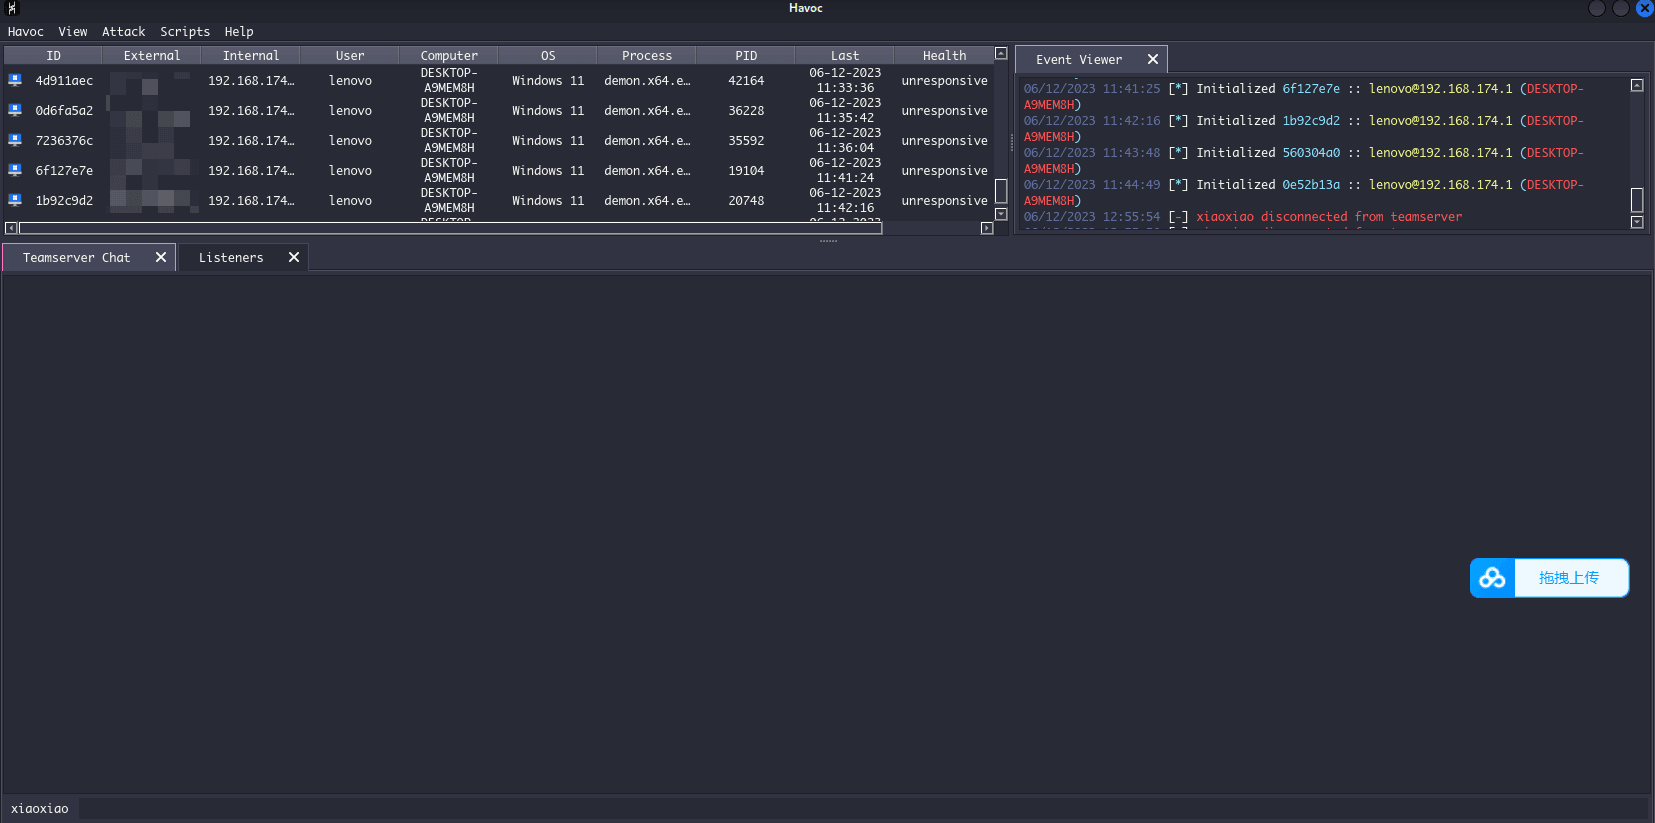 Havoc
Havoc View Attack Scripts Help
ID External Internal User Computer OS Process PID Last Health
4d911aec 192.168.174… lenovo DESKTOP-A9MEM8H Windows 11 demon.x64.e… 42164 06-12-2023 11:33:36 unresponsive
0d6fa5a2 192.168.174… lenovo DESKTOP-A9MEM8H Windows 11 demon.x64.e… 36228 06-12-2023 11:35:42 unresponsive
7236376c 192.168.174… lenovo DESKTOP-A9MEM8H Windows 11 demon.x64.e… 35592 06-12-2023 11:36:04 unresponsive
6f127e7e 192.168.174… lenovo DESKTOP-A9MEM8H Windows 11 demon.x64.e… 19104 06-12-2023 11:41:24 unresponsive
1b92c9d2 192.168.174… lenovo DESKTOP-A9MEM8H Windows 11 demon.x64.e… 20748 06-12-2023 11:42:16 unresponsive
Event Viewer
06/12/2023 11:41:25 [*] Initialized 6f127e7e :: lenovo@192.168.174.1 (DESKTOP-
A9MEM8H)
06/12/2023 11:42:16 [*] Initialized 1b92c9d2 :: lenovo@192.168.174.1 (DESKTOP-
A9MEM8H)
06/12/2023 11:43:48 [*] Initialized 560304a0 :: lenovo@192.168.174.1 (DESKTOP-
A9MEM8H)
06/12/2023 11:44:49 [*] Initialized 0e52b13a :: lenovo@192.168.174.1 (DESKTOP-
A9MEM8H)
06/12/2023 12:55:54 [-] xiaoxiao disconnected from teamserver
Teamserver Chat Listeners
拖拽上传
xiaoxiao